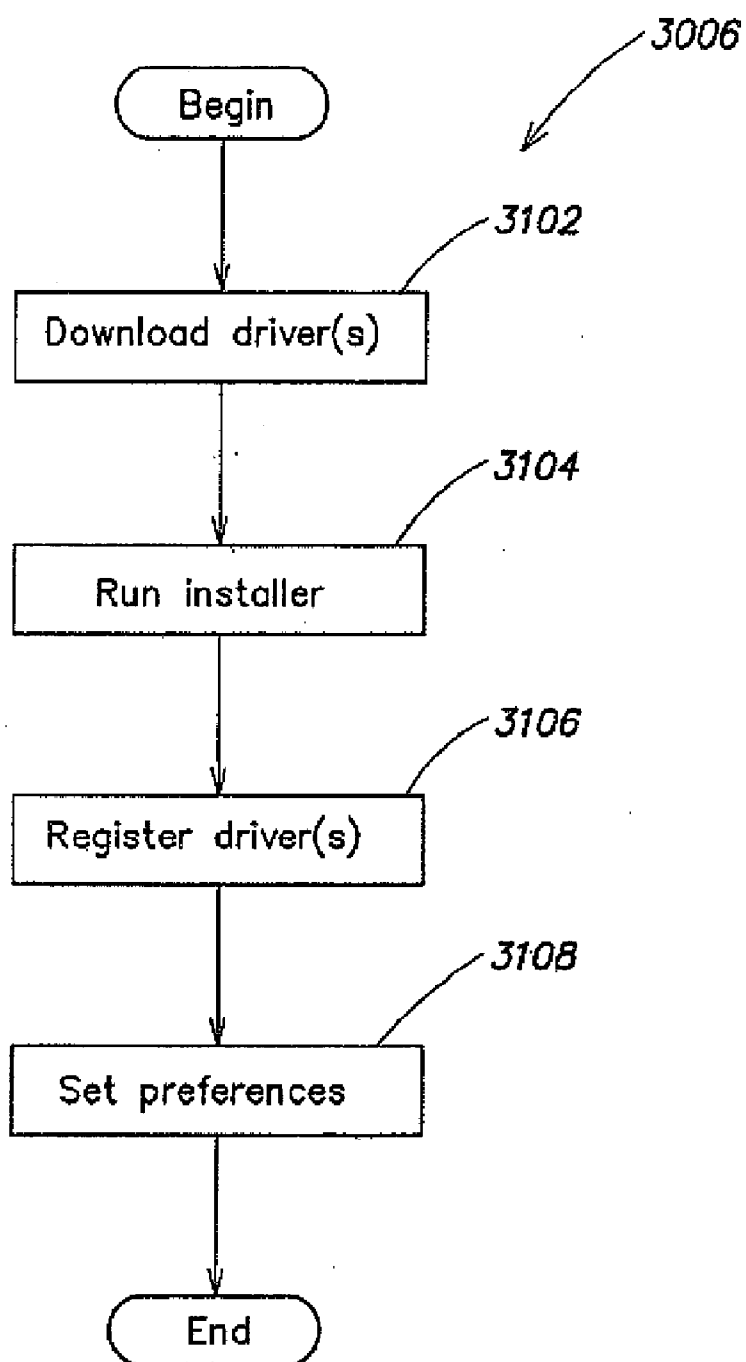 3006
Begin
3102
Download driver(s)
3104
Run installer
3106
Register driver(s)
3108
Set preferences
End